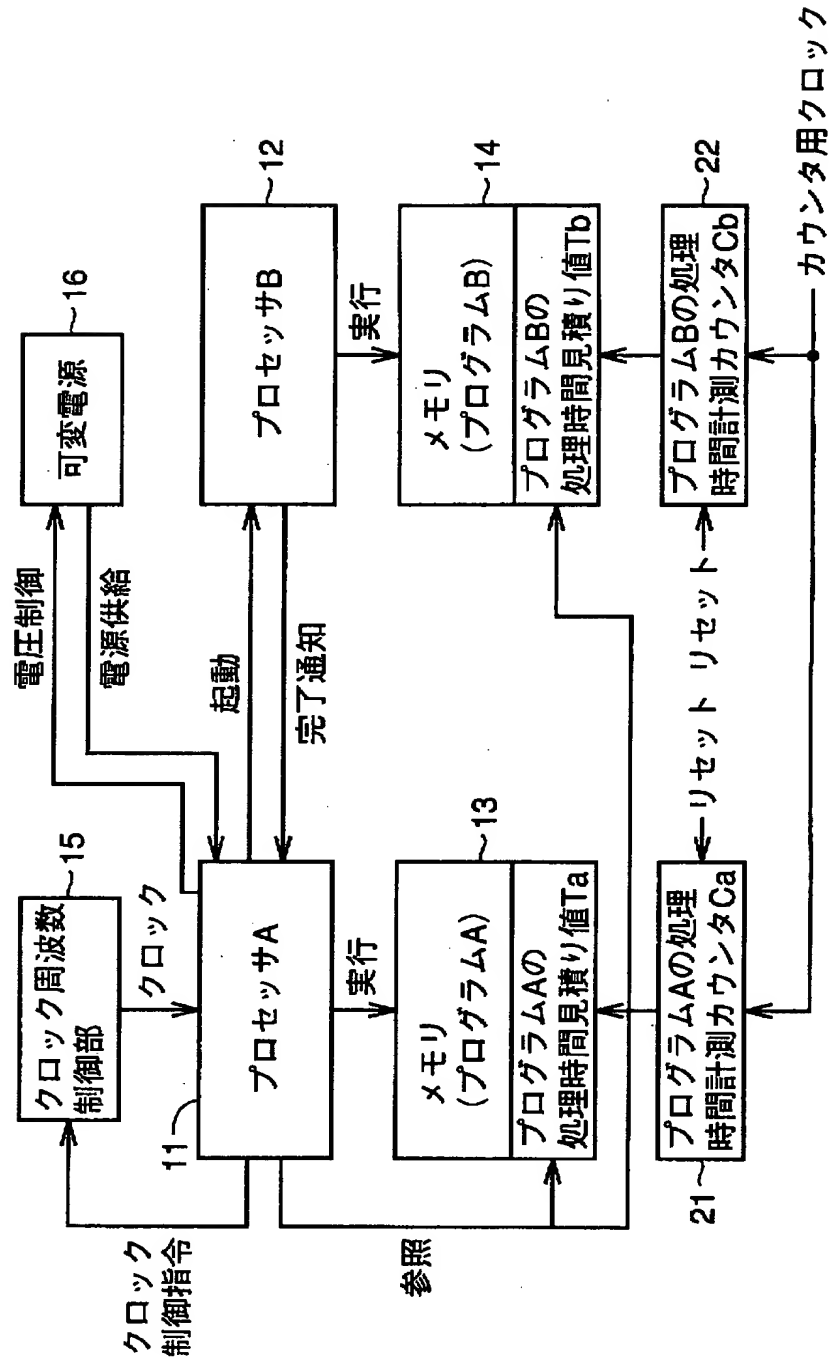 クロック
制御指令
クロック周波数
制御部
15
クロック
電圧制御
電源供給
可変電源
16
11
プロセッサA
起動
完了通知
プロセッサB
12
参照
実行
実行
メモリ
(プログラムA)
13
プログラムAの
処理時間見積り値Ta
メモリ
(プログラムB)
14
プログラムBの
処理時間見積り値Tb
21
プログラムAの処理
時間計測カウンタCa
リセット
リセット
プログラムBの処理
時間計測カウンタCb
22
カウンタ用クロック